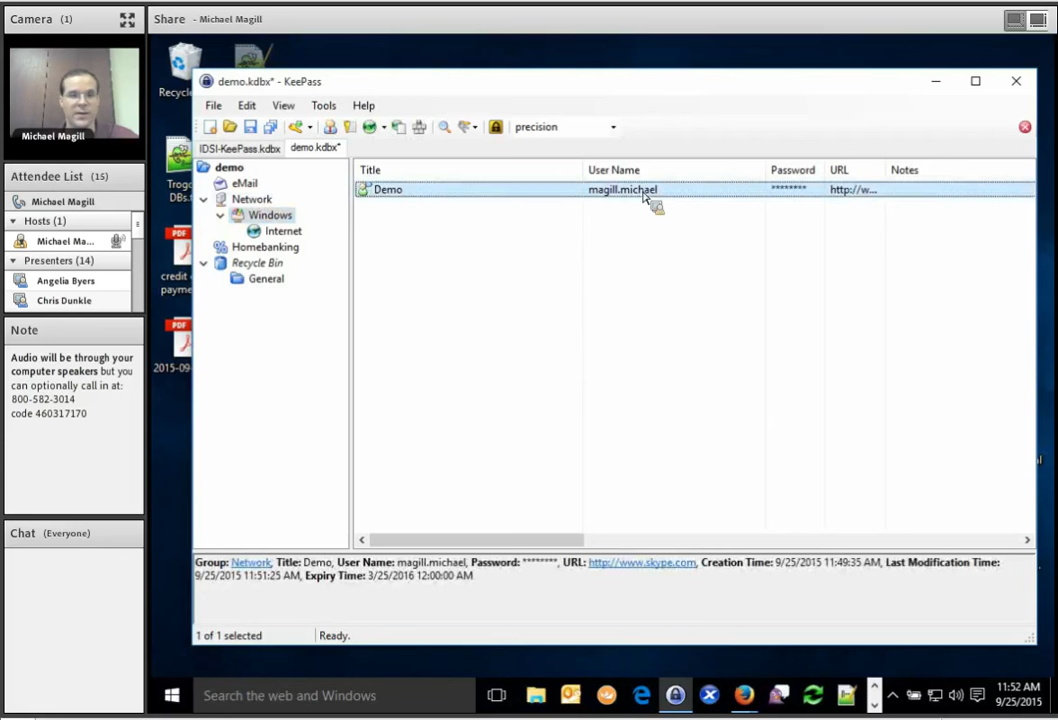 Camera (1)
Share - Michael Magill
Michael Magill
Attendee List (15)
Michael Magill
Hosts (1)
Michael Ma...
Presenters (14)
Angelia Byers
Chris Dunkle
Note
Audio will be through your
computer speakers but you
can optionally call in at:
800-582-3014
code 460317170
Chat (Everyone)
Recycle
Trog
DBs.
credit
payme
2015-09
demo.kdbx* - KeePass
File Edit View Tools Help
precision
IDSI-KeePass.kdbx demo.kdbx*
demo
eMail
Network
Windows
Internet
Homebanking
Recycle Bin
General
Title User Name Password URL Notes
Demo magill.michael ******** http://w...
Group: Network, Title: Demo, User Name: magill.michael, Password: ********, URL: http://www.skype.com, Creation Time: 9/25/2015 11:49:35 AM, Last Modification Time:
9/25/2015 11:51:25 AM, Expiry Time: 3/25/2016 12:00:00 AM
1 of 1 selected Ready.
Search the web and Windows
11:52 AM
9/25/2015